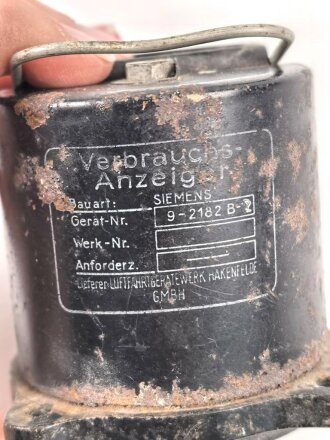 Verbrauchs-
Anzeiger
Bauart: SIEMENS
Gerät-Nr. 9-2182 B-2
Werk-Nr.
Anforderz.
Lieferer: LUFTFAHRTGERÄTEWERK HAKENFELDE
GMBH